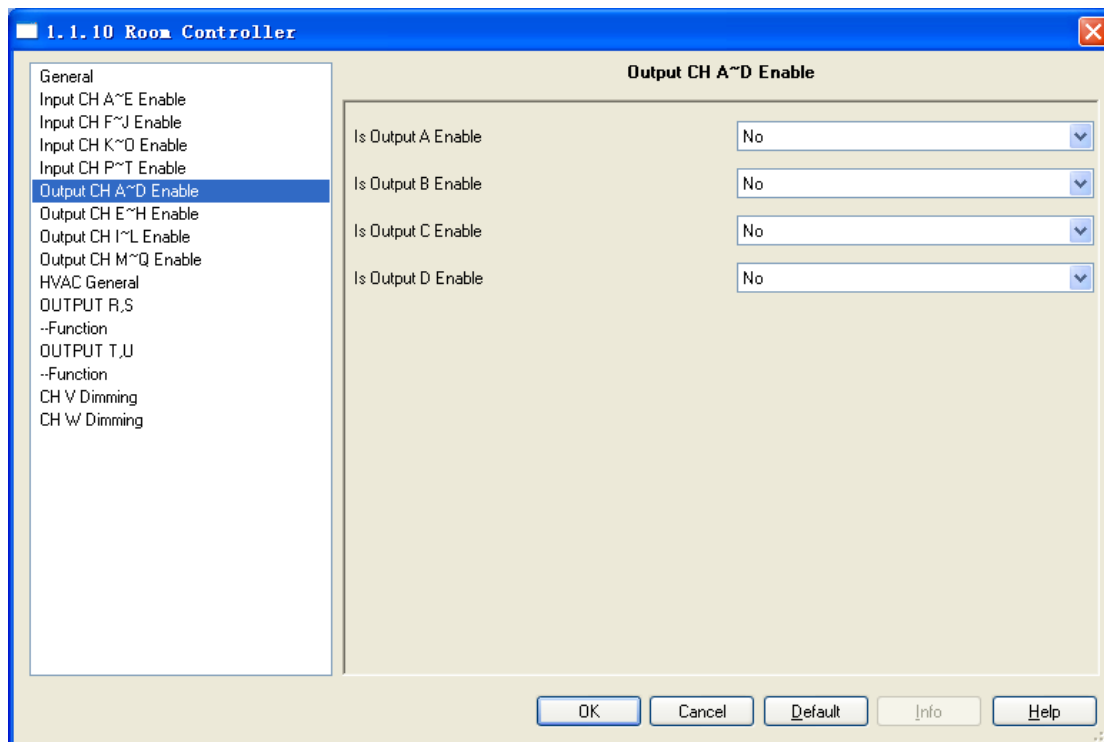 1.1.10 Room Controller
General
Input CH A~E Enable
Input CH F~J Enable
Input CH K~O Enable
Input CH P~T Enable
Output CH A~D Enable
Output CH E~H Enable
Output CH I~L Enable
Output CH M~Q Enable
HVAC General
OUTPUT R,S
--Function
OUTPUT T,U
--Function
CH V Dimming
CH W Dimming
Output CH A~D Enable
Is Output A Enable No
Is Output B Enable No
Is Output C Enable No
Is Output D Enable No
OK Cancel Default Info Help